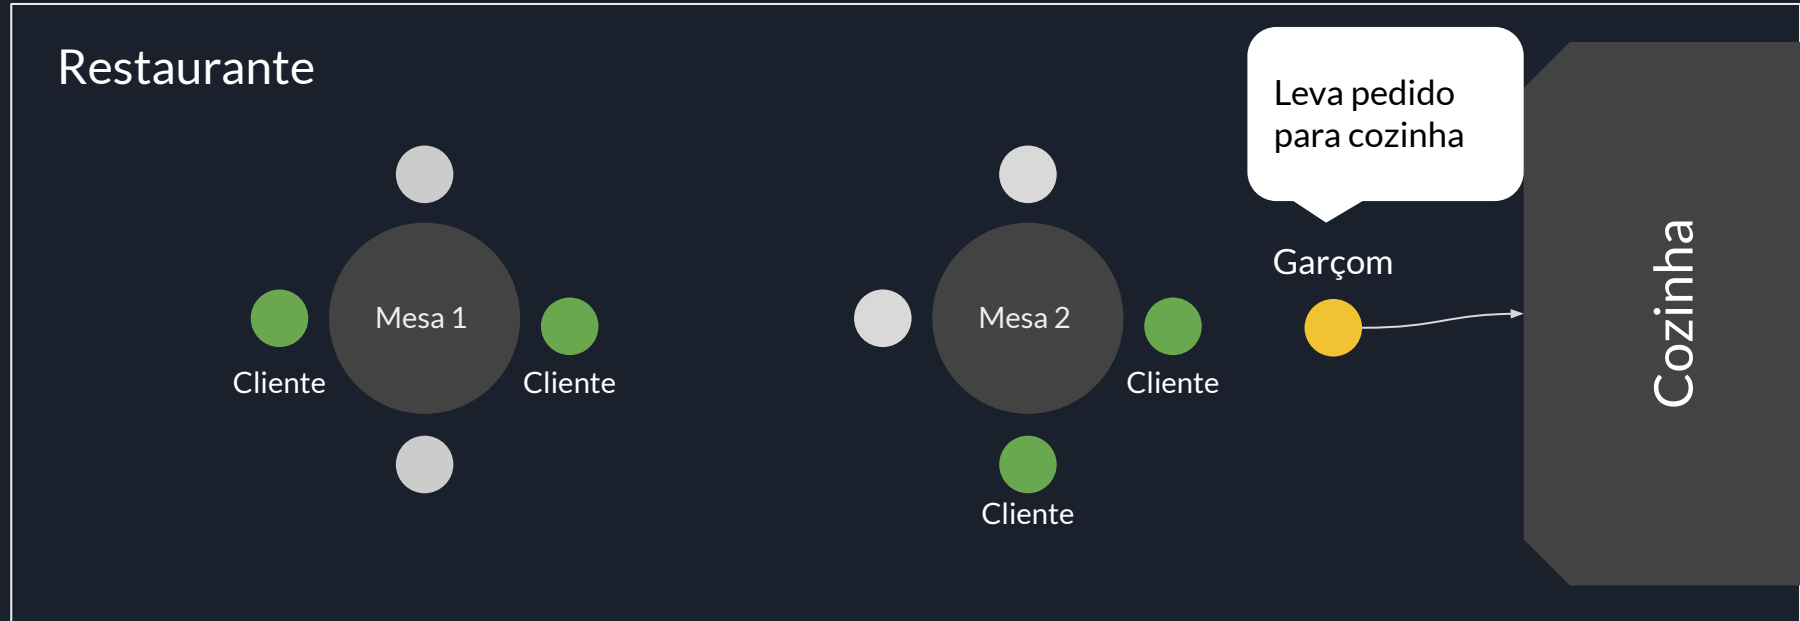 Restaurante
Leva pedido
para cozinha
Garçom
Mesa 1
Mesa 2
Cliente
Cliente
Cliente
Cliente
Cozinha